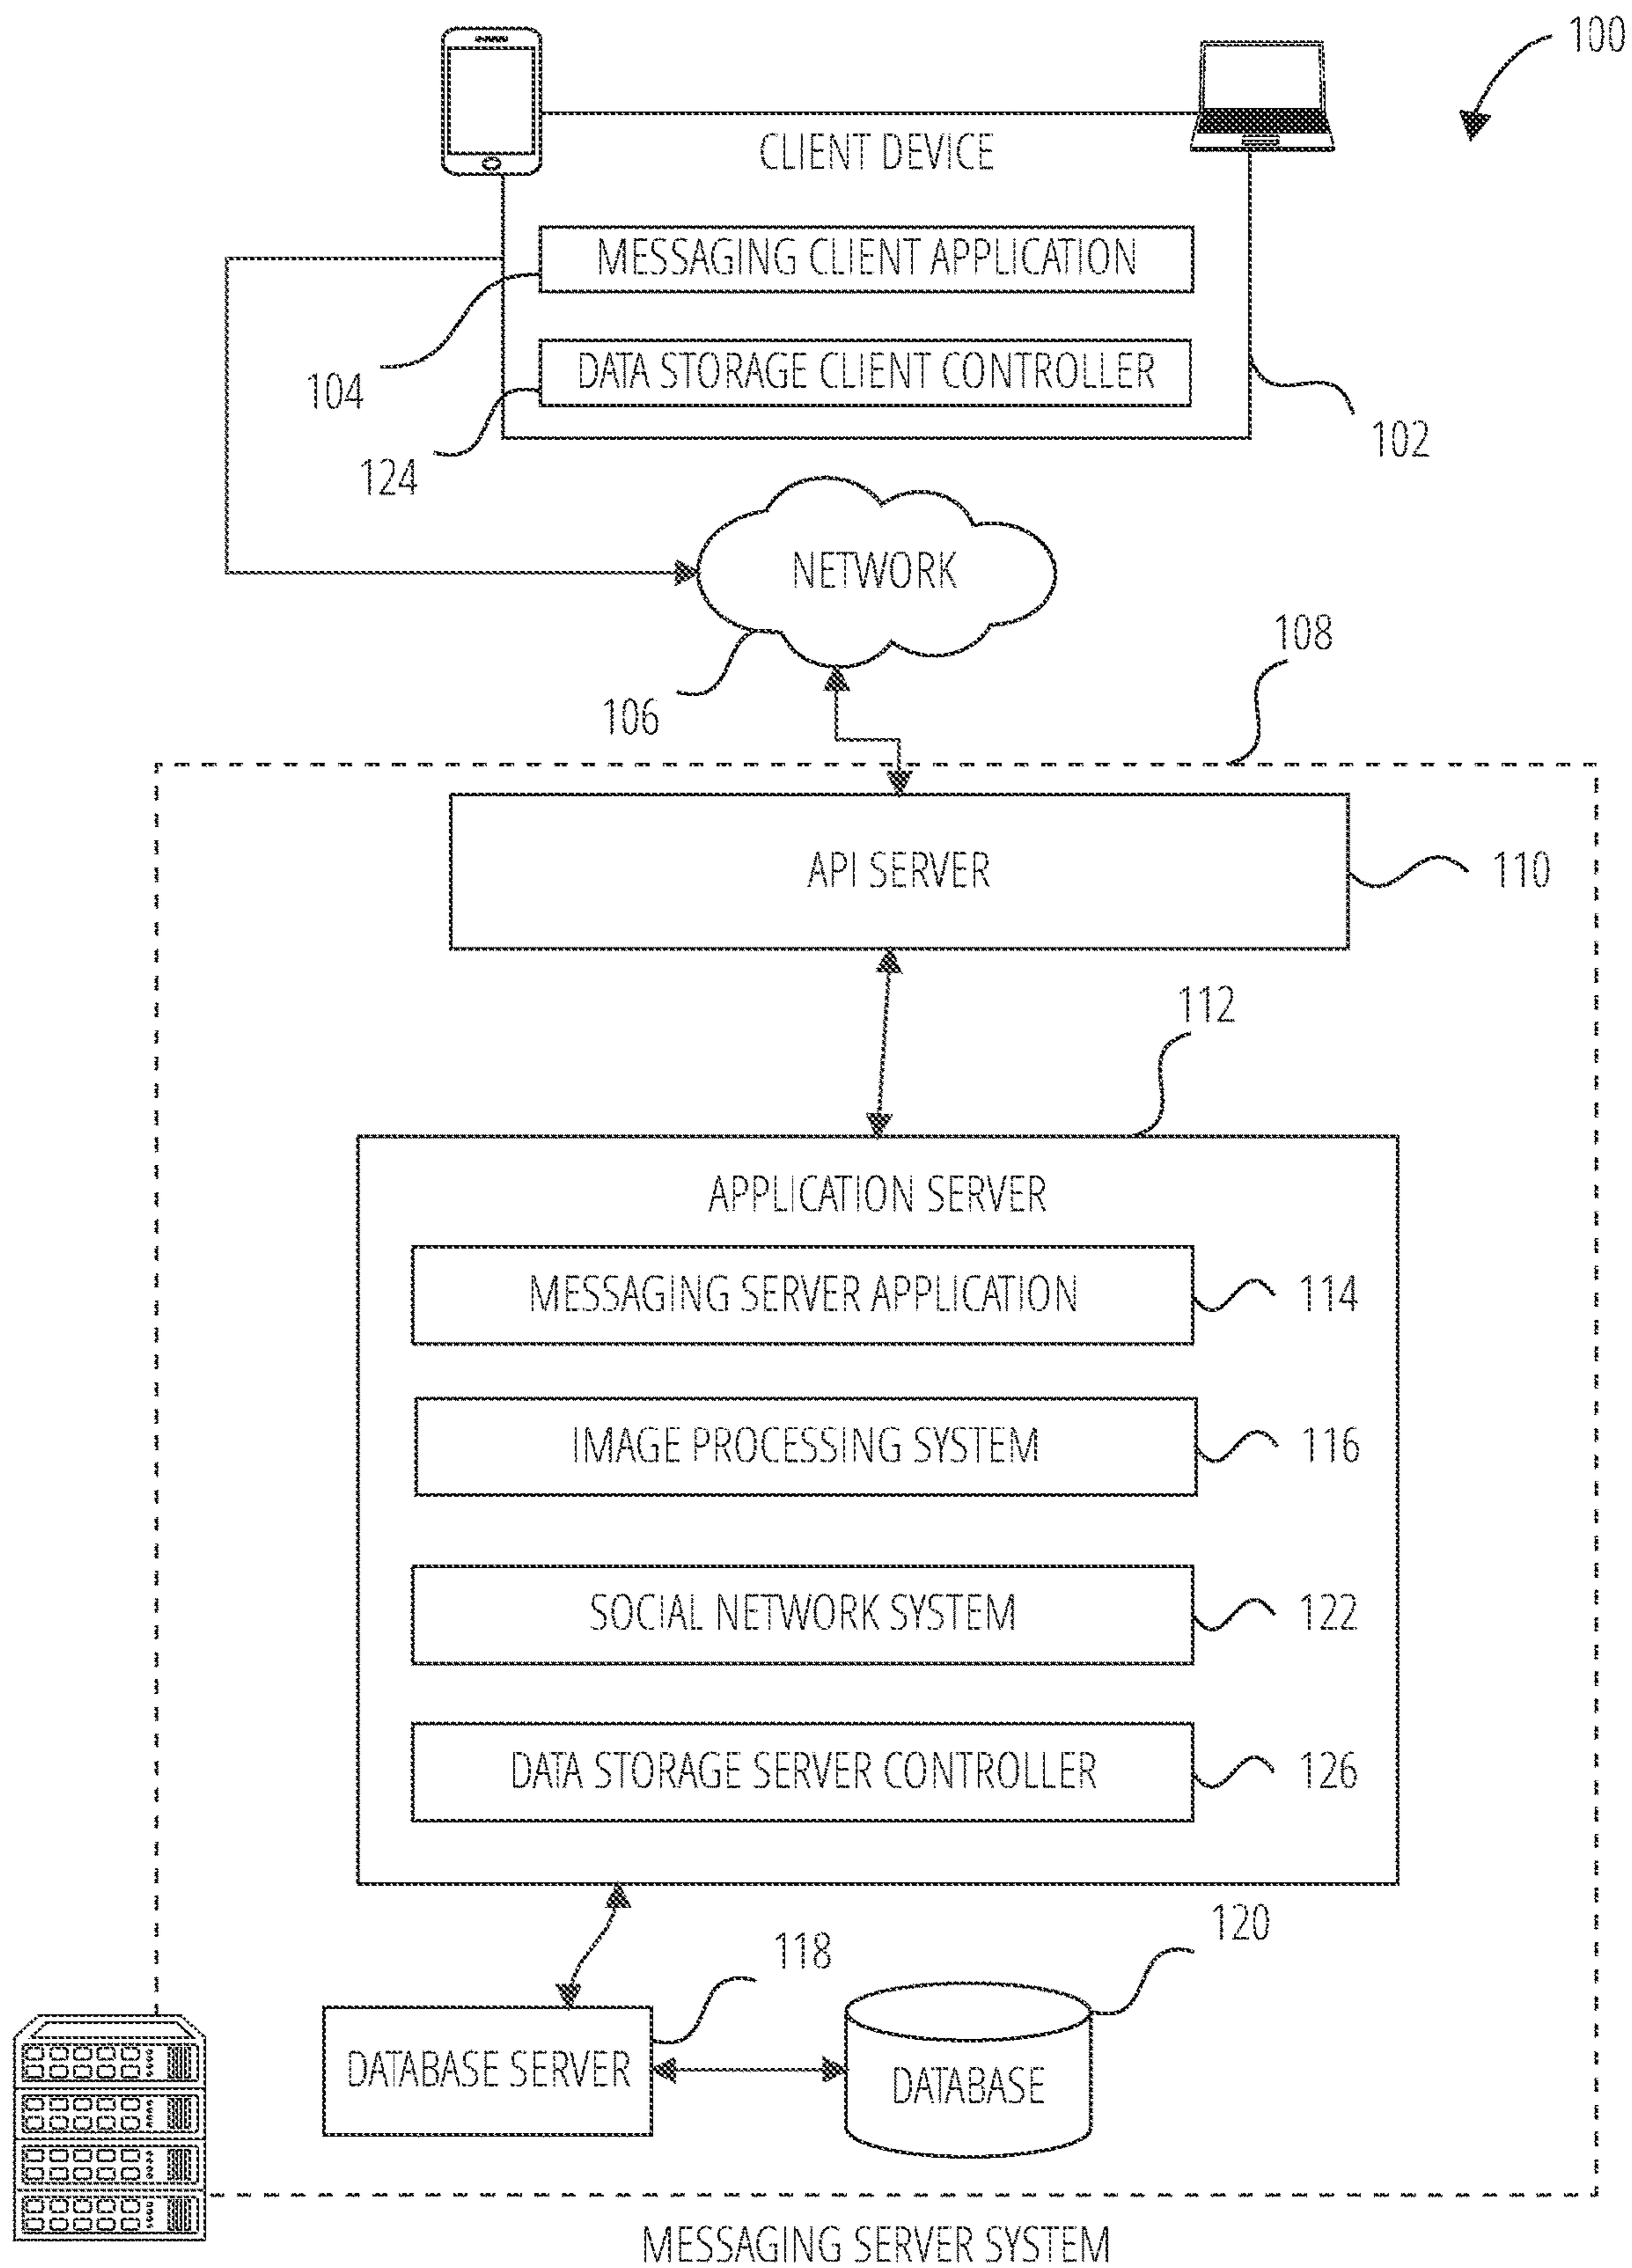 100
CLIENT DEVICE
MESSAGING CLIENT APPLICATION
104
DATA STORAGE CLIENT CONTROLLER
124
102
NETWORK
106
108
API SERVER
110
112
APPLICATION SERVER
MESSAGING SERVER APPLICATION
114
IMAGE PROCESSING SYSTEM
116
SOCIAL NETWORK SYSTEM
122
DATA STORAGE SERVER CONTROLLER
126
118
120
DATABASE SERVER
DATABASE
MESSAGING SERVER SYSTEM